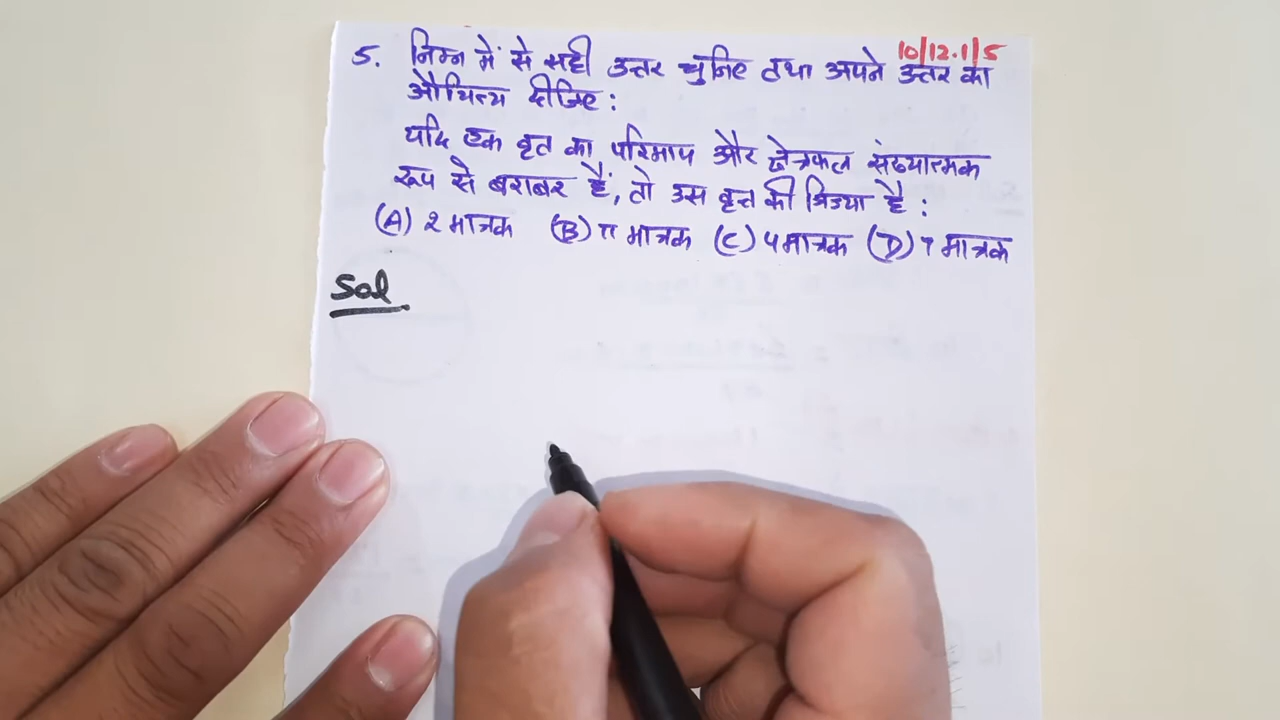 10/12.1/5
5. निम्न में से सही उत्तर चुनिए तथा अपने उत्तर का
औचित्य दीजिए:
यदि एक वृत का परिमाप और क्षेत्रफल संख्यात्मक
रूप से बराबर है, तो उस वृत्त की त्रिज्या है:
(A) 2 मात्रक (B) π मात्रक (C) 4 मात्रक (D) 7 मात्रक
Sol